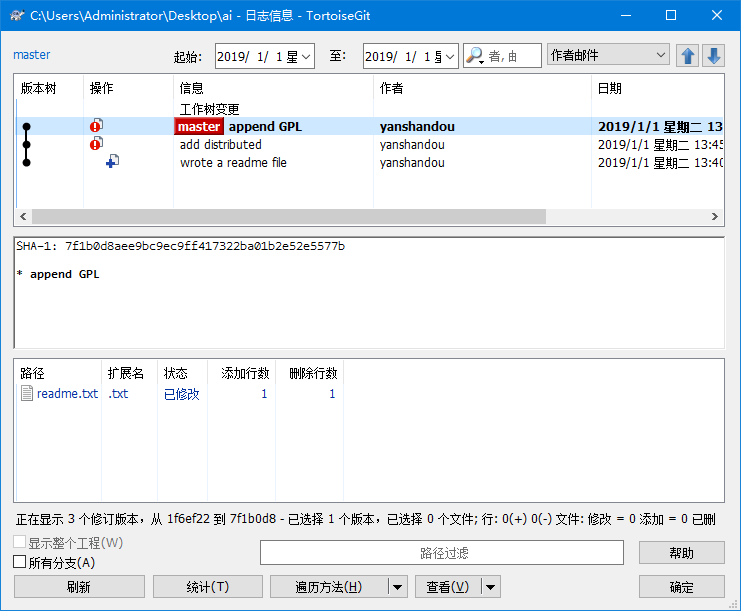 C:\Users\Administrator\Desktop\ai - 日志信息 - TortoiseGit
master 起始: 2019/ 1/ 1 星 至: 2019/ 1/ 1 者, 由 作者邮件
版本树 操作 信息 作者 日期
工作树变更
master append GPL yanshandou 2019/1/1 星期二 13
add distributed yanshandou 2019/1/1 星期二 13:45
wrote a readme file yanshandou 2019/1/1 星期二 13:40
SHA-1: 7f1b0d8aee9bc9ec9ff417322ba01b2e52e5577b
* append GPL
路径 扩展名 状态 添加行数 删除行数
readme.txt .txt 已修改 1 1
正在显示 3 个修订版本，从 1f6ef22 到 7f1b0d8 - 已选择 1 个版本，已选择 0 个文件; 行: 0(+) 0(-) 文件: 修改 = 0 添加 = 0 已删
显示整个工程(W)
所有分支(A) 路径过滤 帮助
刷新 统计(T) 遍历方法(H) 查看(V) 确定